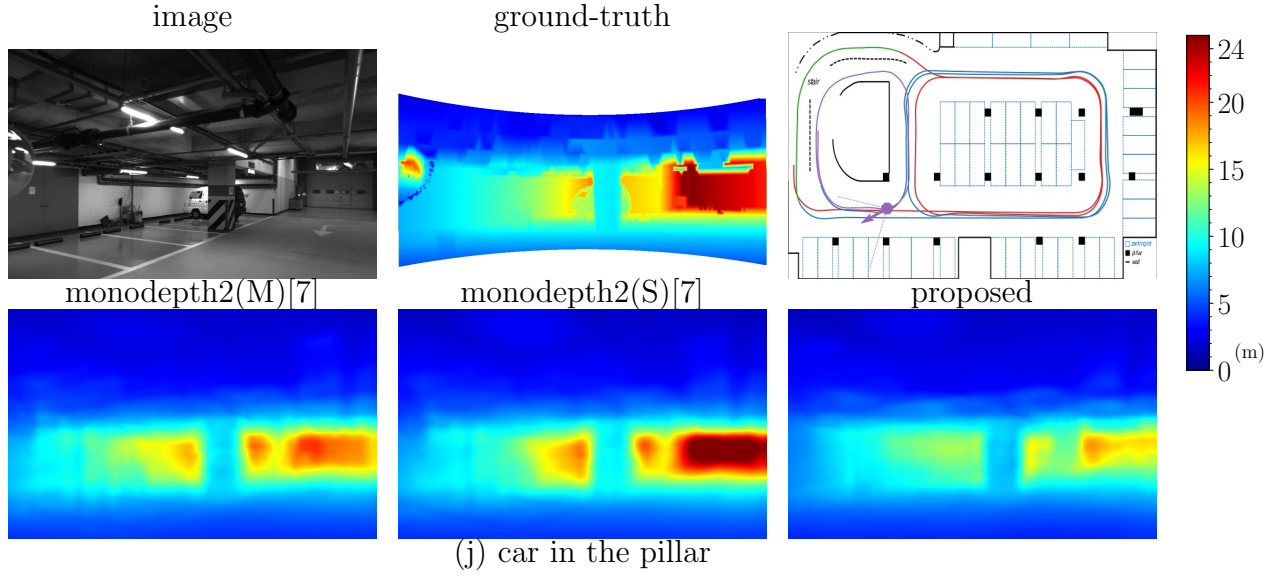 image
ground-truth
stair
parkinglot
pillar
wall
24
20
15
10
5
0
(m)
monodepth2(M)[7]
monodepth2(S)[7]
proposed
(j) car in the pillar